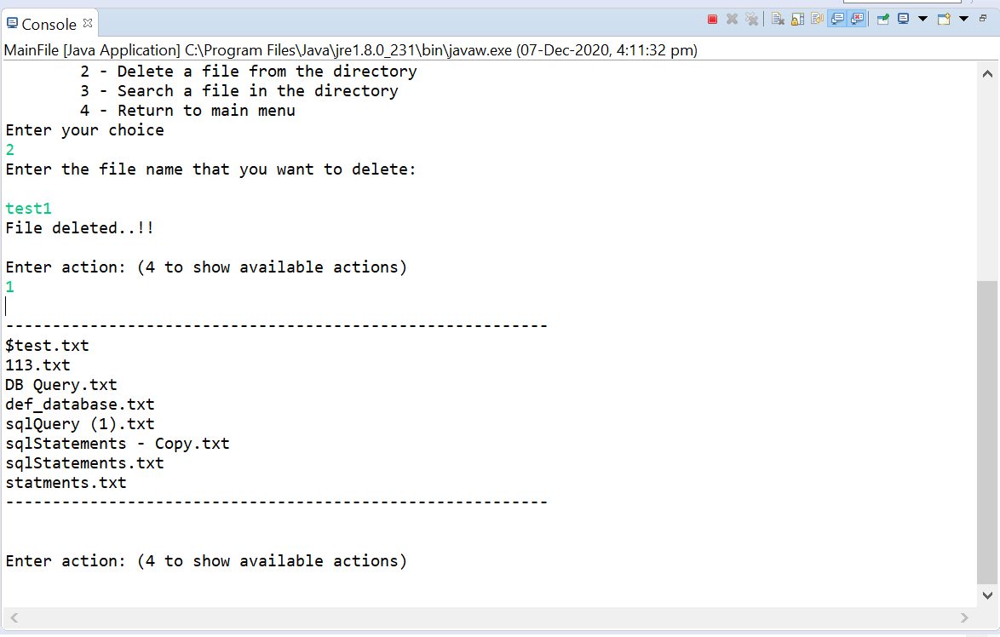 Console
MainFile [Java Application] C:\Program Files\Java\jre1.8.0_231\bin\javaw.exe (07-Dec-2020, 4:11:32 pm)
2 - Delete a file from the directory
3 - Search a file in the directory
4 - Return to main menu
Enter your choice
2
Enter the file name that you want to delete:
test1
File deleted..!!
Enter action: (4 to show available actions)
1
----------------------------------------------------------
$test.txt
113.txt
DB Query.txt
def_database.txt
sqlQuery (1).txt
sqlStatements - Copy.txt
sqlStatements.txt
statments.txt
----------------------------------------------------------
Enter action: (4 to show available actions)